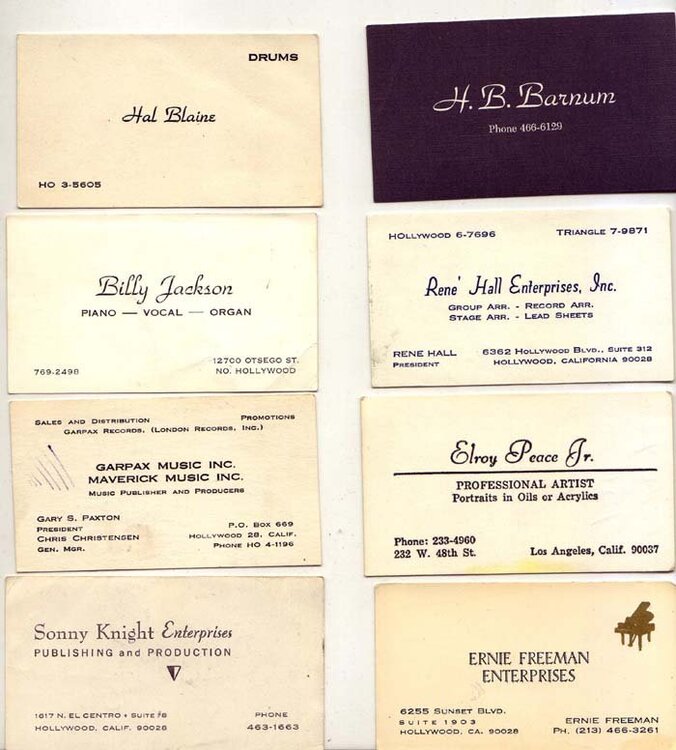 DRUMS
Hal Blaine
HO 3-5605
H. B. Barnum
Phone 466-6129
Billy Jackson
PIANO — VOCAL — ORGAN
769-2498
12700 OTSEGO ST.
NO. HOLLYWOOD
HOLLYWOOD 6-7696
TRIANGLE 7-9871
Rene' Hall Enterprises, Inc.
GROUP ARR. - RECORD ARR.
STAGE ARR. - LEAD SHEETS
RENE HALL
PRESIDENT
6362 HOLLYWOOD BLVD., SUITE 312
HOLLYWOOD, CALIFORNIA 90028
SALES AND DISTRIBUTION
PROMOTIONS
GARPAX RECORDS, (LONDON RECORDS, INC.)
GARPAX MUSIC INC.
MAVERICK MUSIC INC.
MUSIC PUBLISHER AND PRODUCERS
GARY S. PAXTON
PRESIDENT
CHRIS CHRISTENSEN
GEN. MGR.
P.O. BOX 669
HOLLYWOOD 28, CALIF.
PHONE HO 4-1196
Elroy Peace Jr.
PROFESSIONAL ARTIST
Portraits in Oils or Acrylics
Phone: 233-4960
232 W. 48th St.
Los Angeles, Calif. 90037
Sonny Knight Enterprises
PUBLISHING and PRODUCTION
1617 N. EL CENTRO • SUITE #8
HOLLYWOOD, CALIF. 90028
PHONE
463-1663
ERNIE FREEMAN
ENTERPRISES
6255 SUNSET BLVD.
SUITE 1903
HOLLYWOOD, CA. 90028
ERNIE FREEMAN
PH. (213) 466-3261